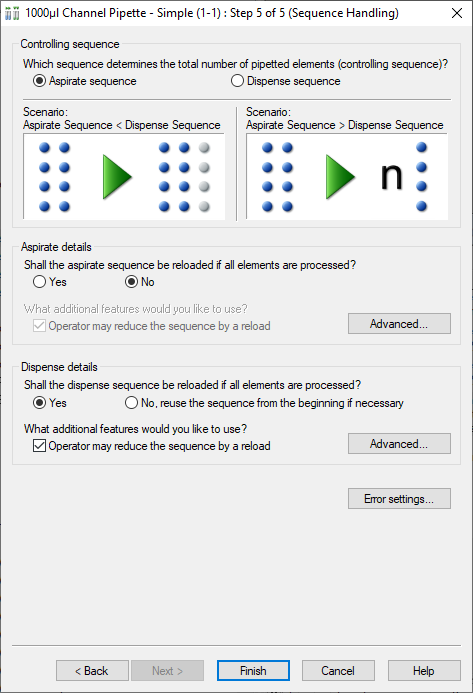 1000µl Channel Pipette - Simple (1-1) : Step 5 of 5 (Sequence Handling)
Controlling sequence
Which sequence determines the total number of pipetted elements (controlling sequence)?
Aspirate sequence
Dispense sequence
Scenario:
Aspirate Sequence < Dispense Sequence
Scenario:
Aspirate Sequence > Dispense Sequence
n
Aspirate details
Shall the aspirate sequence be reloaded if all elements are processed?
Yes
No
What additional features would you like to use?
Operator may reduce the sequence by a reload
Advanced...
Dispense details
Shall the dispense sequence be reloaded if all elements are processed?
Yes
No, reuse the sequence from the beginning if necessary
What additional features would you like to use?
Operator may reduce the sequence by a reload
Advanced...
Error settings...
< Back
Next >
Finish
Cancel
Help